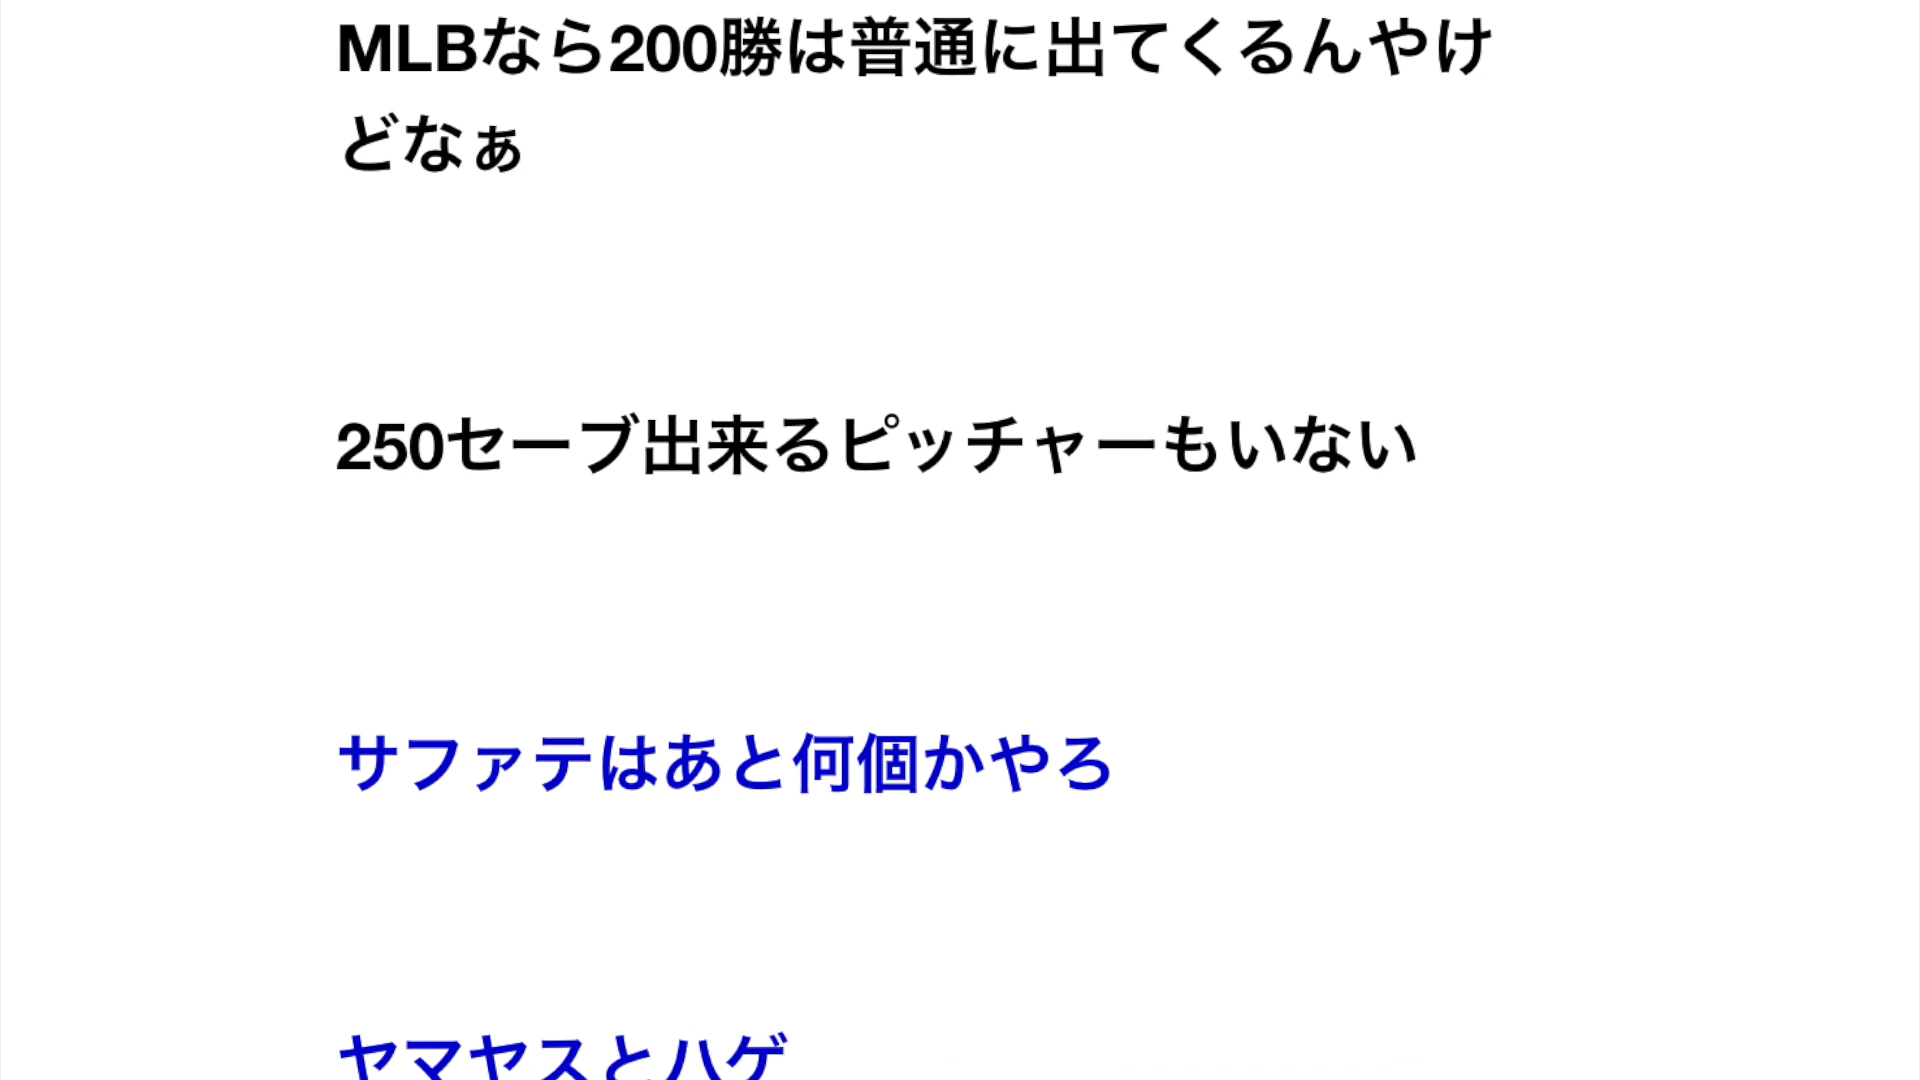 MLBなら200勝は普通に出てくるんやけ
どなぁ
250セーブ出来るピッチャーもいない
サファテはあと何個かやろ
ヤマヤスとハゲ